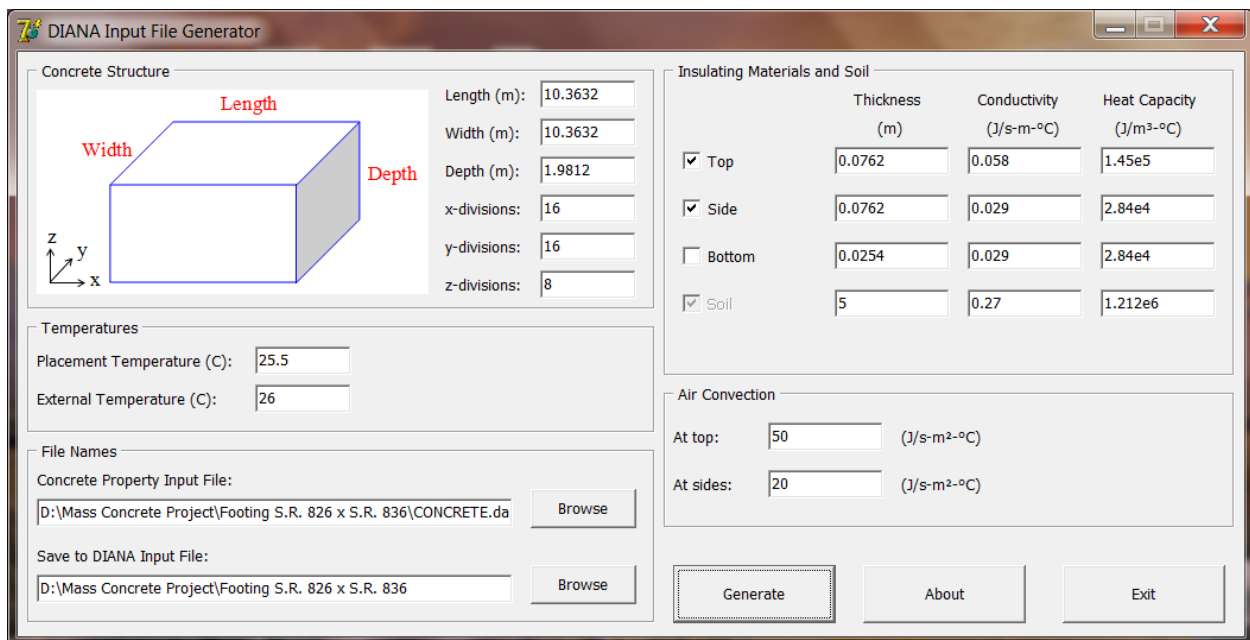 DIANA Input File Generator
Concrete Structure
Length
Width
Depth
z
y
x
Length (m): 10.3632
Width (m): 10.3632
Depth (m): 1.9812
x-divisions: 16
y-divisions: 16
z-divisions: 8
Temperatures
Placement Temperature (C): 25.5
External Temperature (C): 26
File Names
Concrete Property Input File:
D:\Mass Concrete Project\Footing S.R. 826 x S.R. 836\CONCRETE.da Browse
Save to DIANA Input File:
D:\Mass Concrete Project\Footing S.R. 826 x S.R. 836 Browse
Insulating Materials and Soil
Thickness Conductivity Heat Capacity
(m) (J/s-m-ºC) (J/m³-ºC)
Top 0.0762 0.058 1.45e5
Side 0.0762 0.029 2.84e4
Bottom 0.0254 0.029 2.84e4
Soil 5 0.27 1.212e6
Air Convection
At top: 50 (J/s-m²-ºC)
At sides: 20 (J/s-m²-ºC)
Generate About Exit